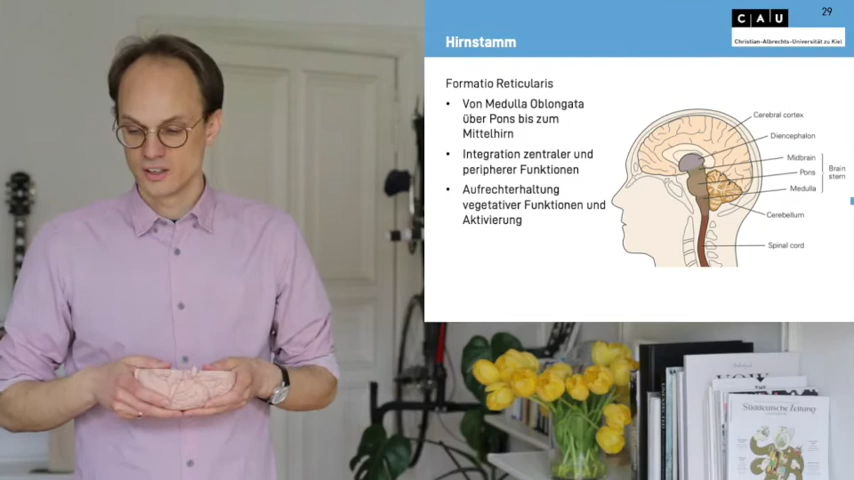 29
CAU
Christian-Albrechts-Universität zu Kiel
Hirnstamm
Formatio Reticularis
• Von Medulla Oblongata
über Pons bis zum
Mittelhirn
• Integration zentraler und
peripherer Funktionen
• Aufrechterhaltung
vegetativer Funktionen und
Aktivierung
Cerebral cortex
Diencephalon
Midbrain
Pons
Medulla
Brain
stem
Cerebellum
Spinal cord
Süddeutsche Zeitung